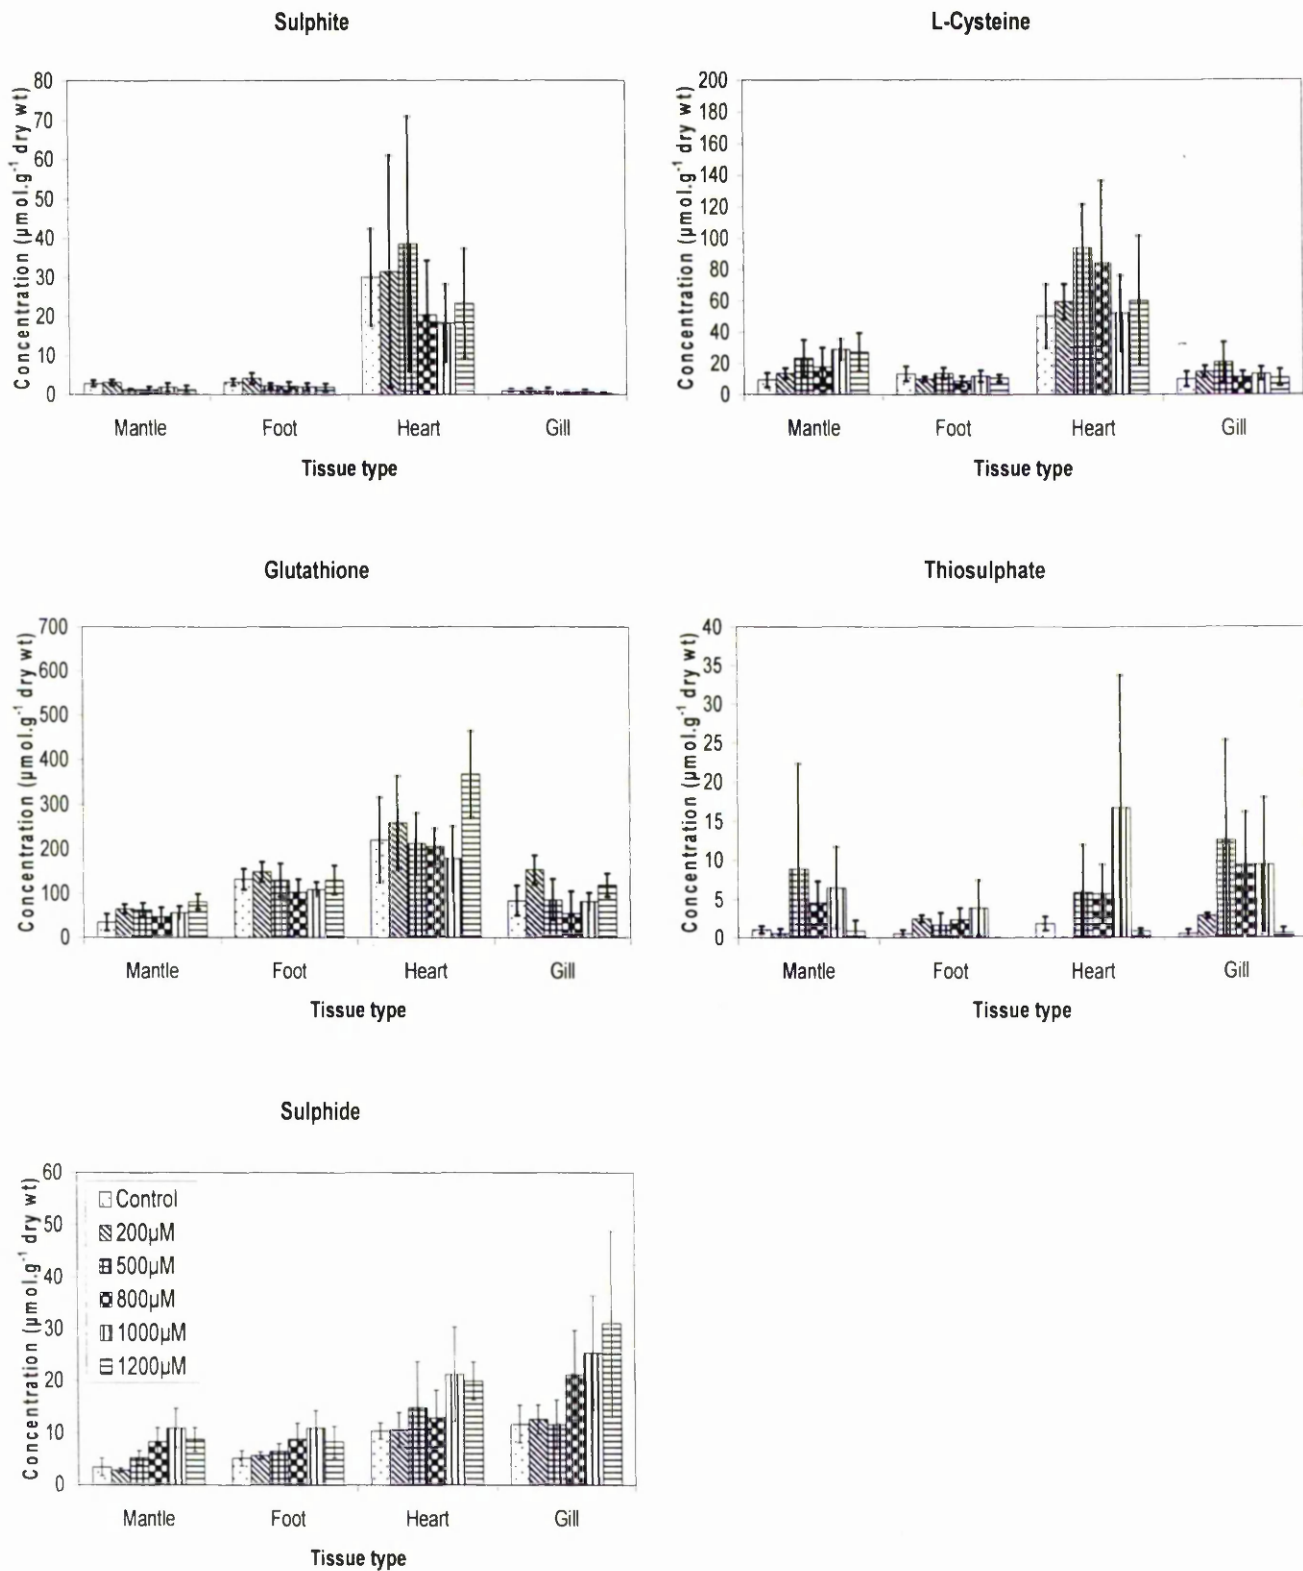 Sulphite
Concentration (µmol.g⁻¹ dry wt)
80
70
60
50
40
30
20
10
0
Mantle Foot Heart Gill
Tissue type
L-Cysteine
Concentration (µmol.g⁻¹ dry wt)
200
180
160
140
120
100
80
60
40
20
0
Mantle Foot Heart Gill
Tissue type
Glutathione
Concentration (µmol.g⁻¹ dry wt)
700
600
500
400
300
200
100
0
Mantle Foot Heart Gill
Tissue type
Thiosulphate
Concentration (µmol.g⁻¹ dry wt)
40
35
30
25
20
15
10
5
0
Mantle Foot Heart Gill
Tissue type
Sulphide
Concentration (µmol.g⁻¹ dry wt)
60
50
40
30
20
10
0
Control
200µM
500µM
800µM
1000µM
1200µM
Mantle Foot Heart Gill
Tissue type